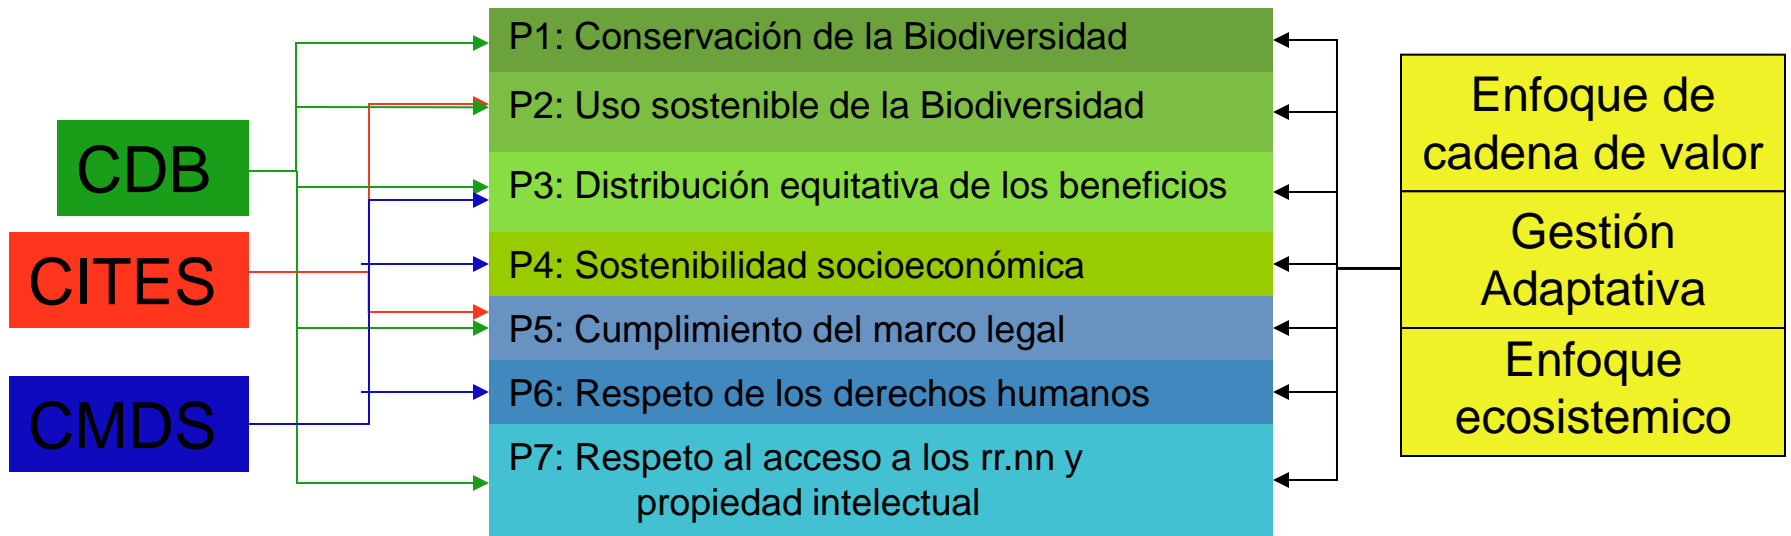 CDB
CITES
CMDS
P1: Conservación de la Biodiversidad
P2: Uso sostenible de la Biodiversidad
P3: Distribución equitativa de los beneficios
P4: Sostenibilidad socioeconómica
P5: Cumplimiento del marco legal
P6: Respeto de los derechos humanos
P7: Respeto al acceso a los rr.nn y
propiedad intelectual
Enfoque de
cadena de valor
Gestión
Adaptativa
Enfoque
ecosistemico